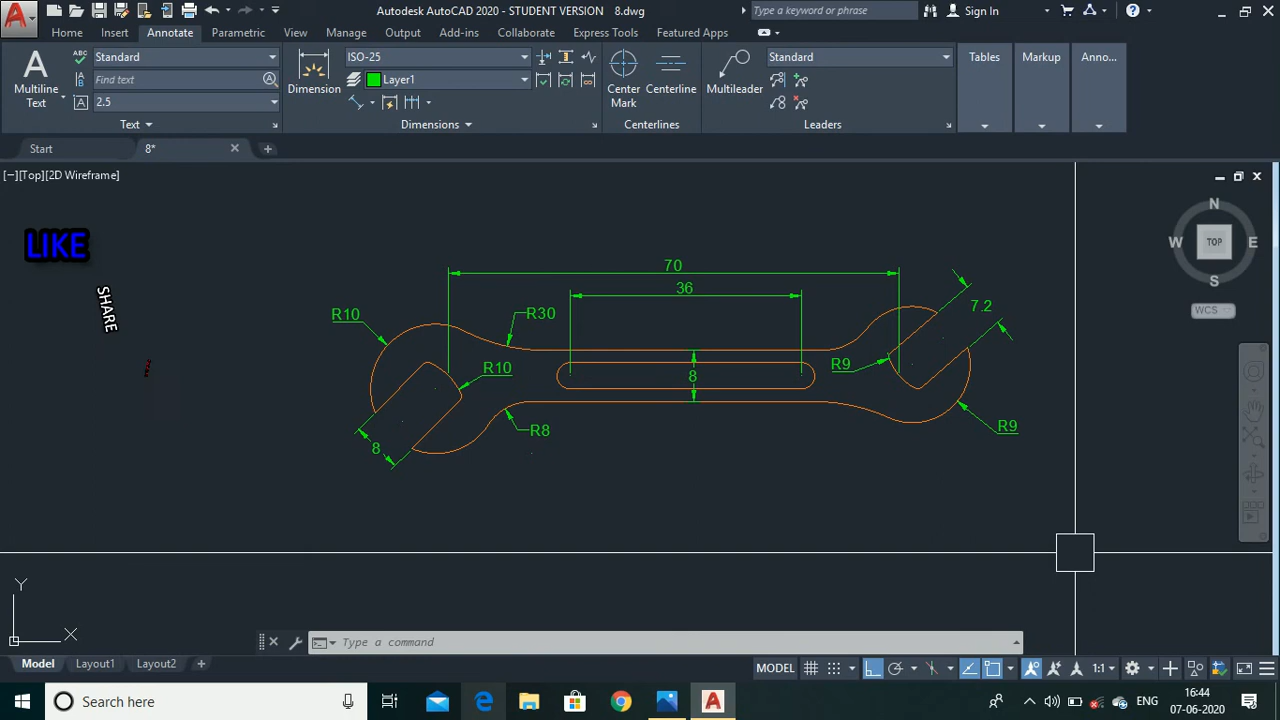 Autodesk AutoCAD 2020 - STUDENT VERSION 8.dwg
Type a keyword or phrase
Sign In
Home Insert Annotate Parametric View Manage Output Add-ins Collaborate Express Tools Featured Apps
A
Multiline
Text
ABC
Standard
Find text
2.5
Text
Dimension
ISO-25
Layer1
Dimensions
Center
Mark
Centerline
Centerlines
Multileader
Standard
Leaders
Tables
Markup
Anno...
Start
8*
[−][Top][2D Wireframe]
LIKE
SHARE
N
W TOP E
S
WCS
70
36
7.2
R10
R30
R10
R9
8
R8
8
R9
Y
X
Type a command
Model Layout1 Layout2
MODEL
1:1
Search here
ENG
16:44
07-06-2020